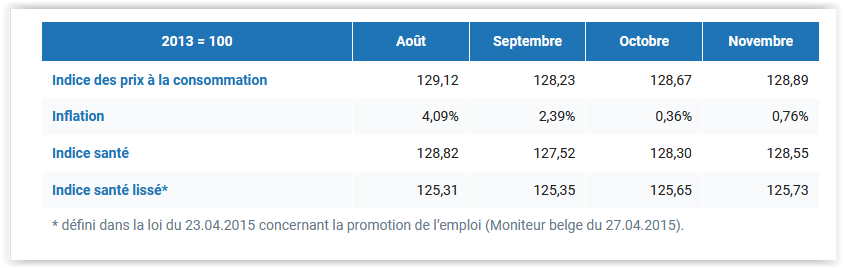 2013 = 100 Août Septembre Octobre Novembre
Indice des prix à la consommation 129,12 128,23 128,67 128,89
Inflation 4,09% 2,39% 0,36% 0,76%
Indice santé 128,82 127,52 128,30 128,55
Indice santé lissé* 125,31 125,35 125,65 125,73
* défini dans la loi du 23.04.2015 concernant la promotion de l’emploi (Moniteur belge du 27.04.2015).